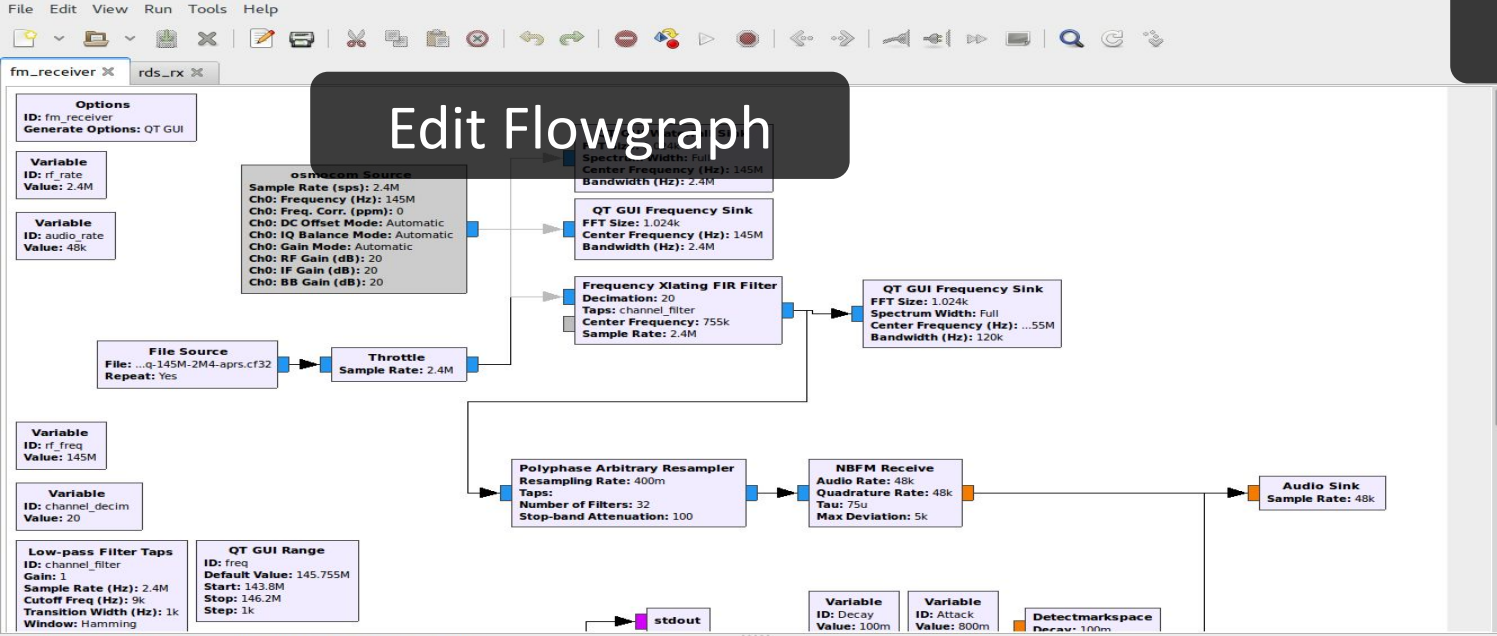 File Edit View Run Tools Help
fm_receiver rds_rx
Edit Flowgraph
Options
ID: fm_receiver
Generate Options: QT GUI
Variable
ID: rf_rate
Value: 2.4M
Variable
ID: audio_rate
Value: 48k
osmocom Source
Sample Rate (sps): 2.4M
Ch0: Frequency (Hz): 145M
Ch0: Freq. Corr. (ppm): 0
Ch0: DC Offset Mode: Automatic
Ch0: IQ Balance Mode: Automatic
Ch0: Gain Mode: Automatic
Ch0: RF Gain (dB): 20
Ch0: IF Gain (dB): 20
Ch0: BB Gain (dB): 20
Spectrum Width: Full
Center Frequency (Hz): 145M
Bandwidth (Hz): 2.4M
QT GUI Frequency Sink
FFT Size: 1.024k
Center Frequency (Hz): 145M
Bandwidth (Hz): 2.4M
Frequency Xlating FIR Filter
Decimation: 20
Taps: channel_filter
Center Frequency: 755k
Sample Rate: 2.4M
QT GUI Frequency Sink
FFT Size: 1.024k
Spectrum Width: Full
Center Frequency (Hz): ...55M
Bandwidth (Hz): 120k
File Source
File: ...q-145M-2M4-aprs.cf32
Repeat: Yes
Throttle
Sample Rate: 2.4M
Variable
ID: rf_freq
Value: 145M
Variable
ID: channel_decim
Value: 20
Polyphase Arbitrary Resampler
Resampling Rate: 400m
Taps:
Number of Filters: 32
Stop-band Attenuation: 100
NBFM Receive
Audio Rate: 48k
Quadrature Rate: 48k
Tau: 75u
Max Deviation: 5k
Audio Sink
Sample Rate: 48k
Low-pass Filter Taps
ID: channel_filter
Gain: 1
Sample Rate (Hz): 2.4M
Cutoff Freq (Hz): 9k
Transition Width (Hz): 1k
Window: Hamming
QT GUI Range
ID: freq
Default Value: 145.755M
Start: 143.8M
Stop: 146.2M
Step: 1k
stdout
Variable
ID: Decay
Value: 100m
Variable
ID: Attack
Value: 800m
Detectmarkspace
Decay: 100m